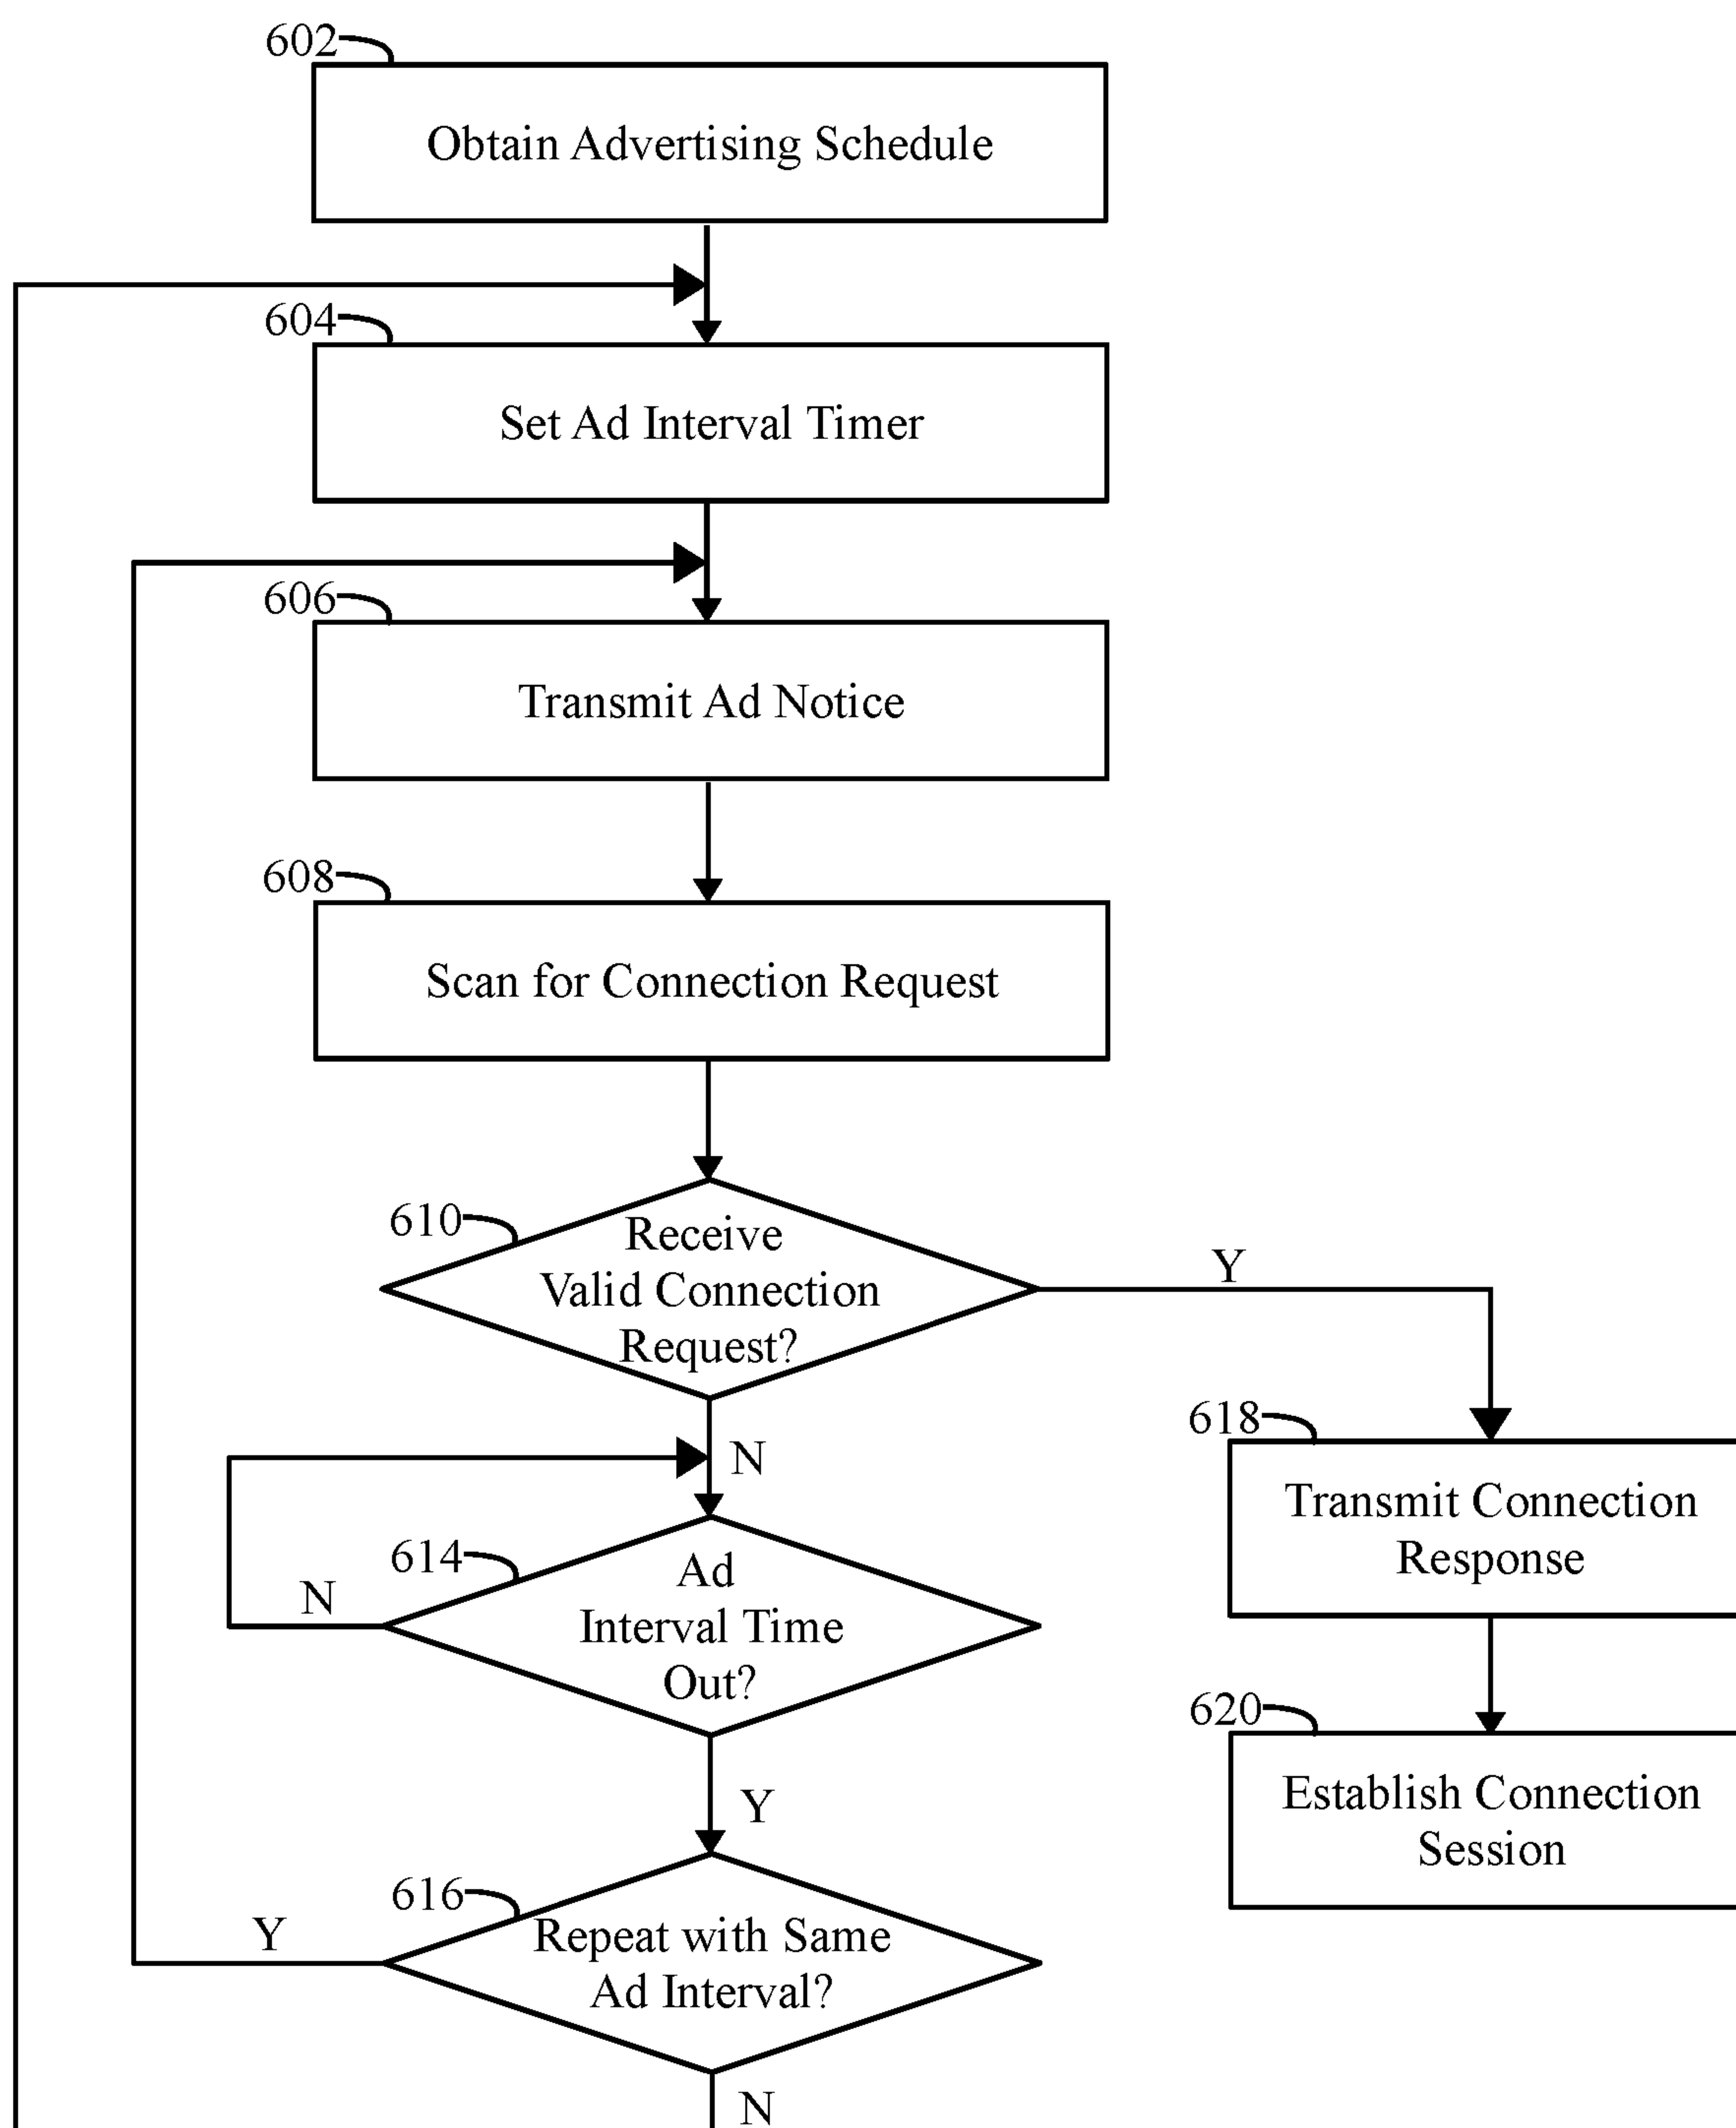 602
Obtain Advertising Schedule
604
Set Ad Interval Timer
606
Transmit Ad Notice
608
Scan for Connection Request
610
Receive
Valid Connection
Request?
Y
N
618
Transmit Connection
Response
614
Ad
Interval Time
Out?
N
Y
620
Establish Connection
Session
616
Repeat with Same
Ad Interval?
Y
N